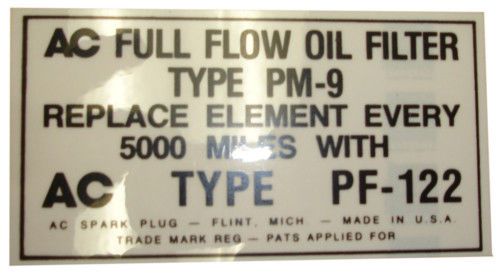 AC FULL FLOW OIL FILTER
TYPE PM-9
REPLACE ELEMENT EVERY
5000 MILES WITH
AC TYPE PF-122
AC SPARK PLUG — FLINT, MICH. — MADE IN U.S.A.
TRADE MARK REG — PATS APPLIED FOR